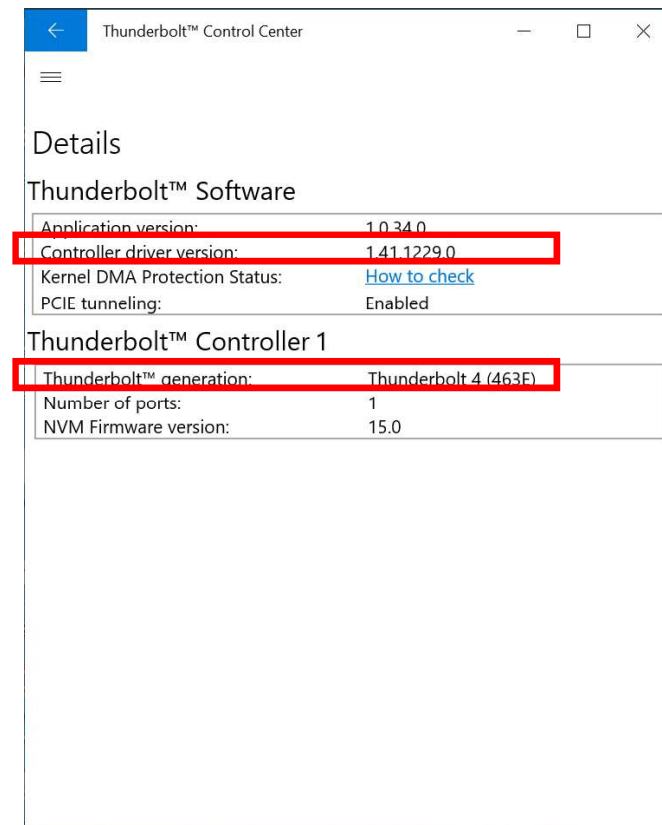 Thunderbolt™ Control Center
Details
Thunderbolt™ Software
Application version: 1.0.34.0
Controller driver version: 1.41.1229.0
Kernel DMA Protection Status: How to check
PCIE tunneling: Enabled
Thunderbolt™ Controller 1
Thunderbolt™ generation: Thunderbolt 4 (463E)
Number of ports: 1
NVM Firmware version: 15.0